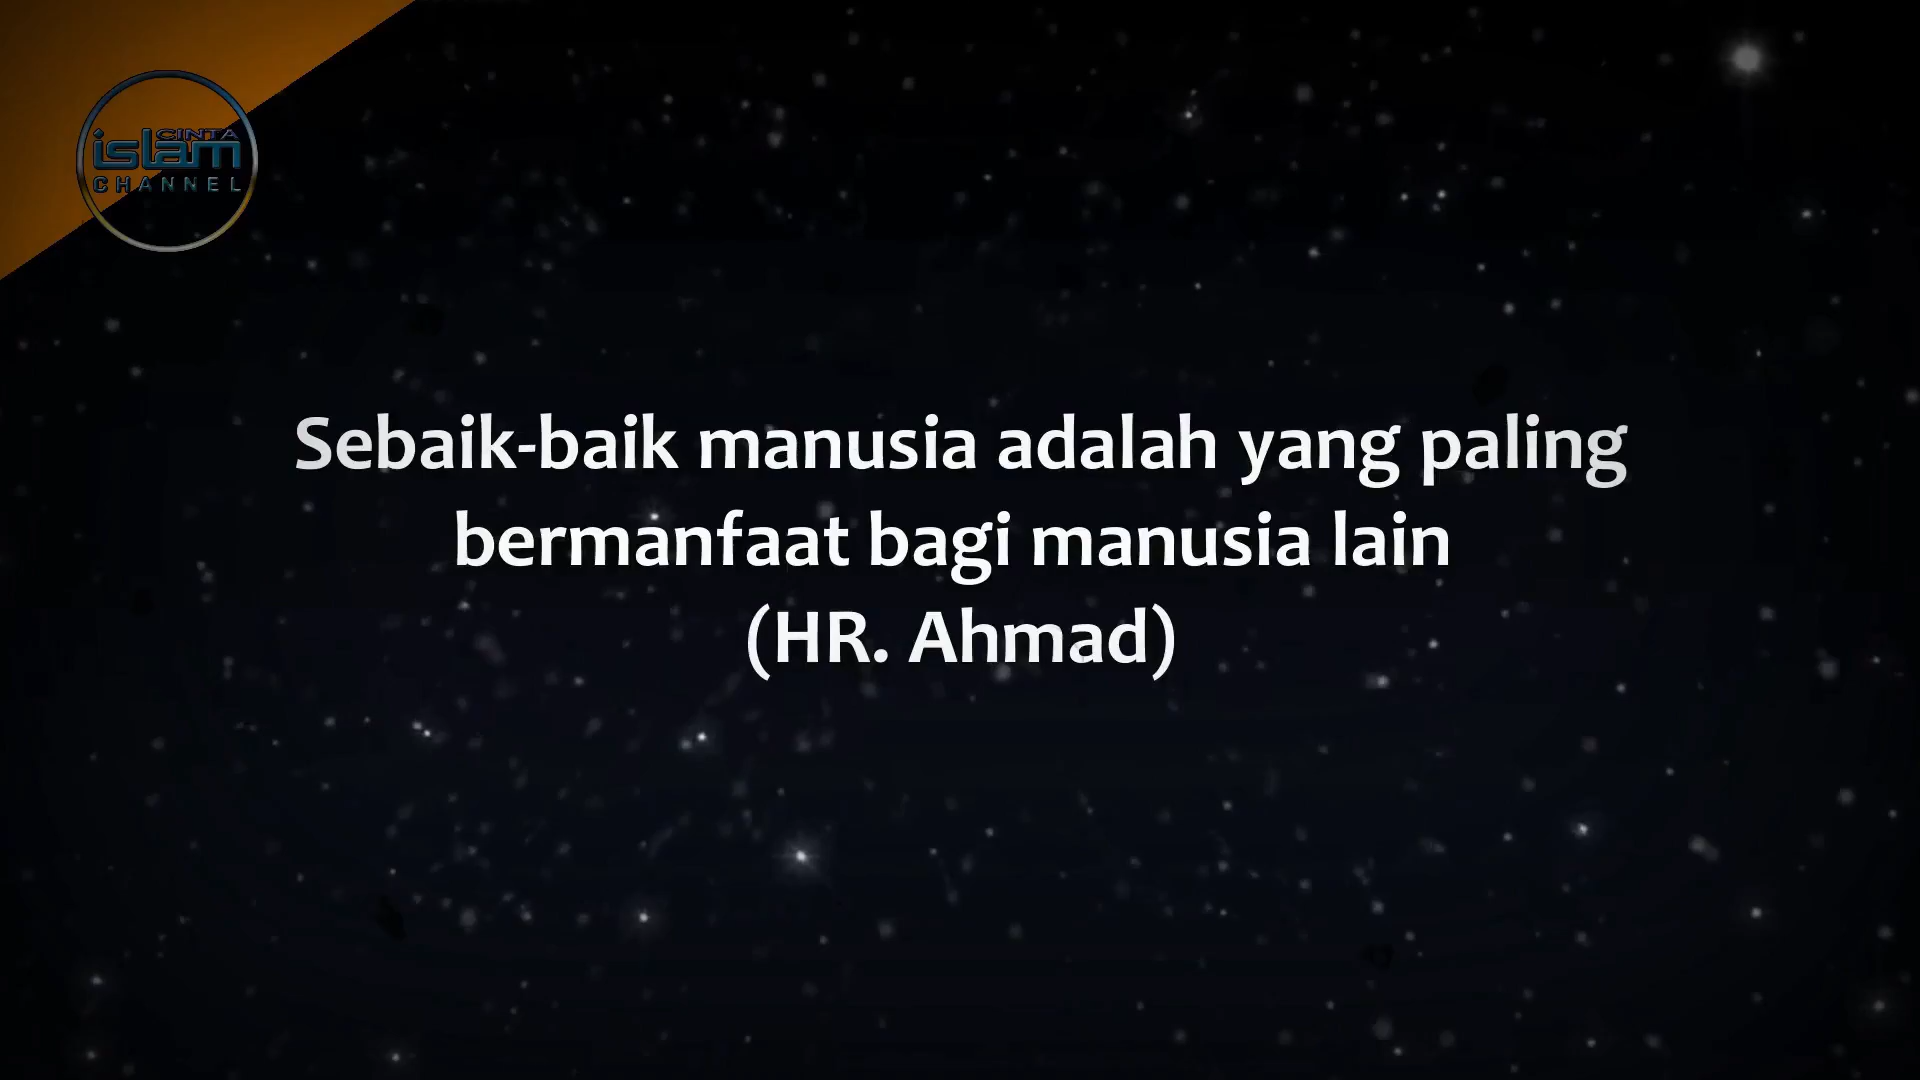 CINTA
islam
CHANNEL
Sebaik-baik manusia adalah yang paling
bermanfaat bagi manusia lain
(HR. Ahmad)